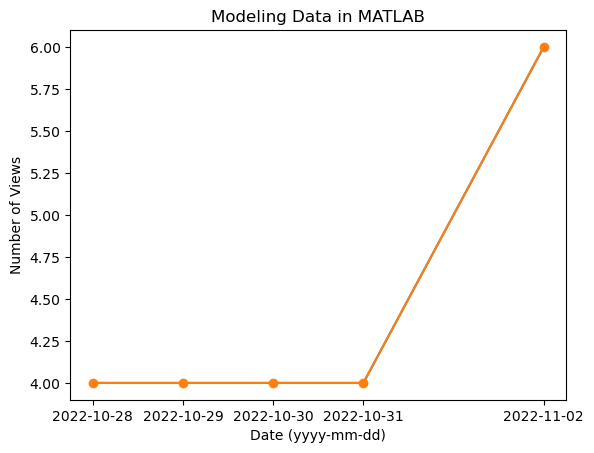 Modeling Data in MATLAB
6.00
5.75
5.50
5.25
5.00
4.75
4.50
4.25
4.00
Number of Views
2022-10-28 2022-10-29 2022-10-30 2022-10-31 2022-11-02
Date (yyyy-mm-dd)